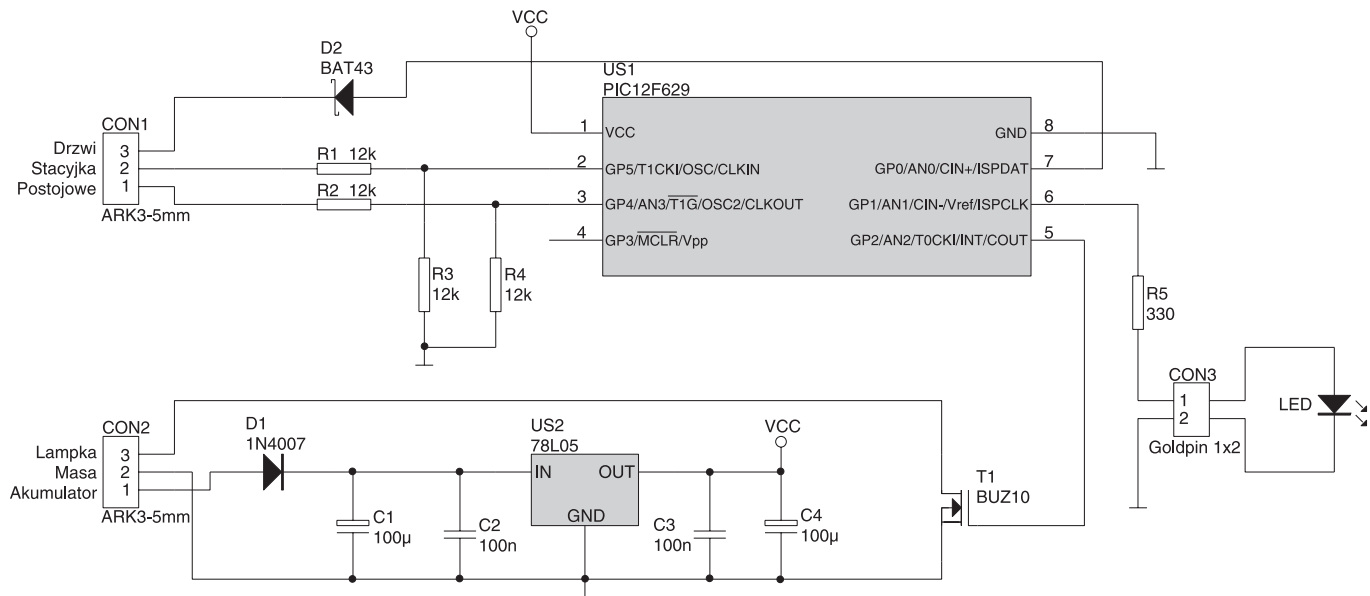 VCC
D2
BAT43
US1
PIC12F629
CON1
Drzwi 3
Stacyjka 2
Postojowe 1
ARK3-5mm
R1 12k
R2 12k
R3
12k
R4
12k
1 VCC
2 GP5/T1CKI/OSC/CLKIN
3 GP4/AN3/T1G/OSC2/CLKOUT
4 GP3/MCLR/Vpp
GND 8
GP0/AN0/CIN+/ISPDAT 7
GP1/AN1/CIN-/Vref/ISPCLK 6
GP2/AN2/T0CKI/INT/COUT 5
R5
330
CON3
1
2
Goldpin 1x2
LED
CON2
Lampka 3
Masa 2
Akumulator 1
ARK3-5mm
D1
1N4007
US2
78L05
IN OUT
GND
VCC
C1
100µ
C2
100n
C3
100n
C4
100µ
T1
BUZ10